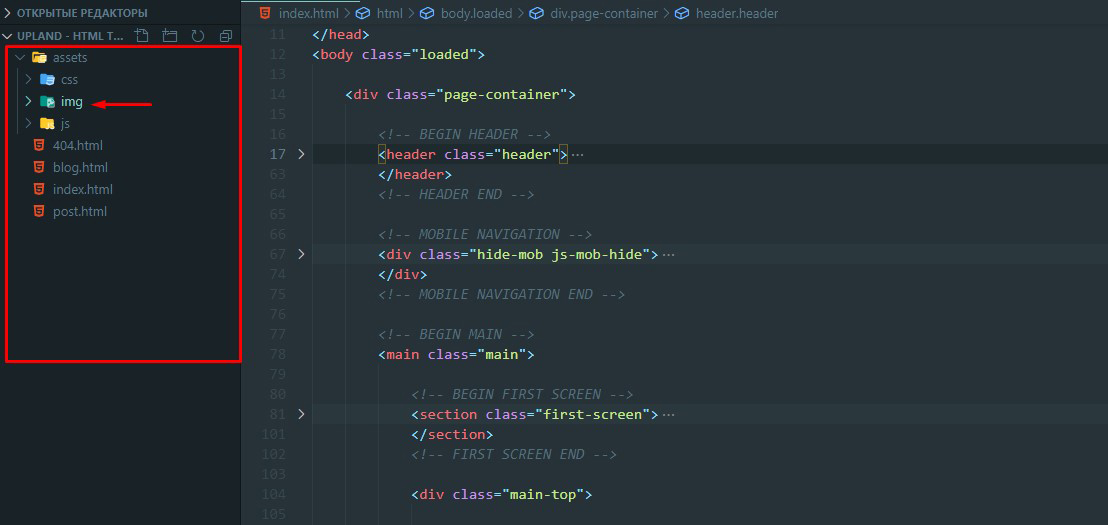 ОТКРЫТЫЕ РЕДАКТОРЫ
UPLAND - HTML T...
assets
css
img
js
404.html
blog.html
index.html
post.html
index.html > html > body.loaded > div.page-container > header.header
11 </head>
12 <body class="loaded">
13
14 <div class="page-container">
15
16 <!-- BEGIN HEADER -->
17 <header class="header">···
63 </header>
64 <!-- HEADER END -->
65
66 <!-- MOBILE NAVIGATION -->
67 <div class="hide-mob js-mob-hide">···
74 </div>
75 <!-- MOBILE NAVIGATION END -->
76
77 <!-- BEGIN MAIN -->
78 <main class="main">
79
80 <!-- BEGIN FIRST SCREEN -->
81 <section class="first-screen">···
101 </section>
102 <!-- FIRST SCREEN END -->
103
104 <div class="main-top">
105